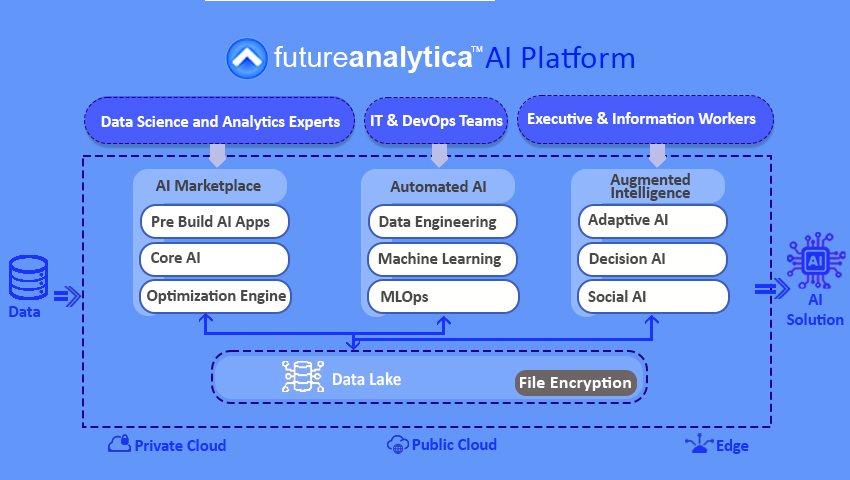 futureanalytica™ AI Platform
Data Science and Analytics Experts
IT & DevOps Teams
Executive & Information Workers
AI Marketplace
Pre Build AI Apps
Core AI
Optimization Engine
Automated AI
Data Engineering
Machine Learning
MLOps
Augmented
Intelligence
Adaptive AI
Decision AI
Social AI
Data
AI
AI
Solution
Data Lake
File Encryption
Private Cloud
Public Cloud
Edge